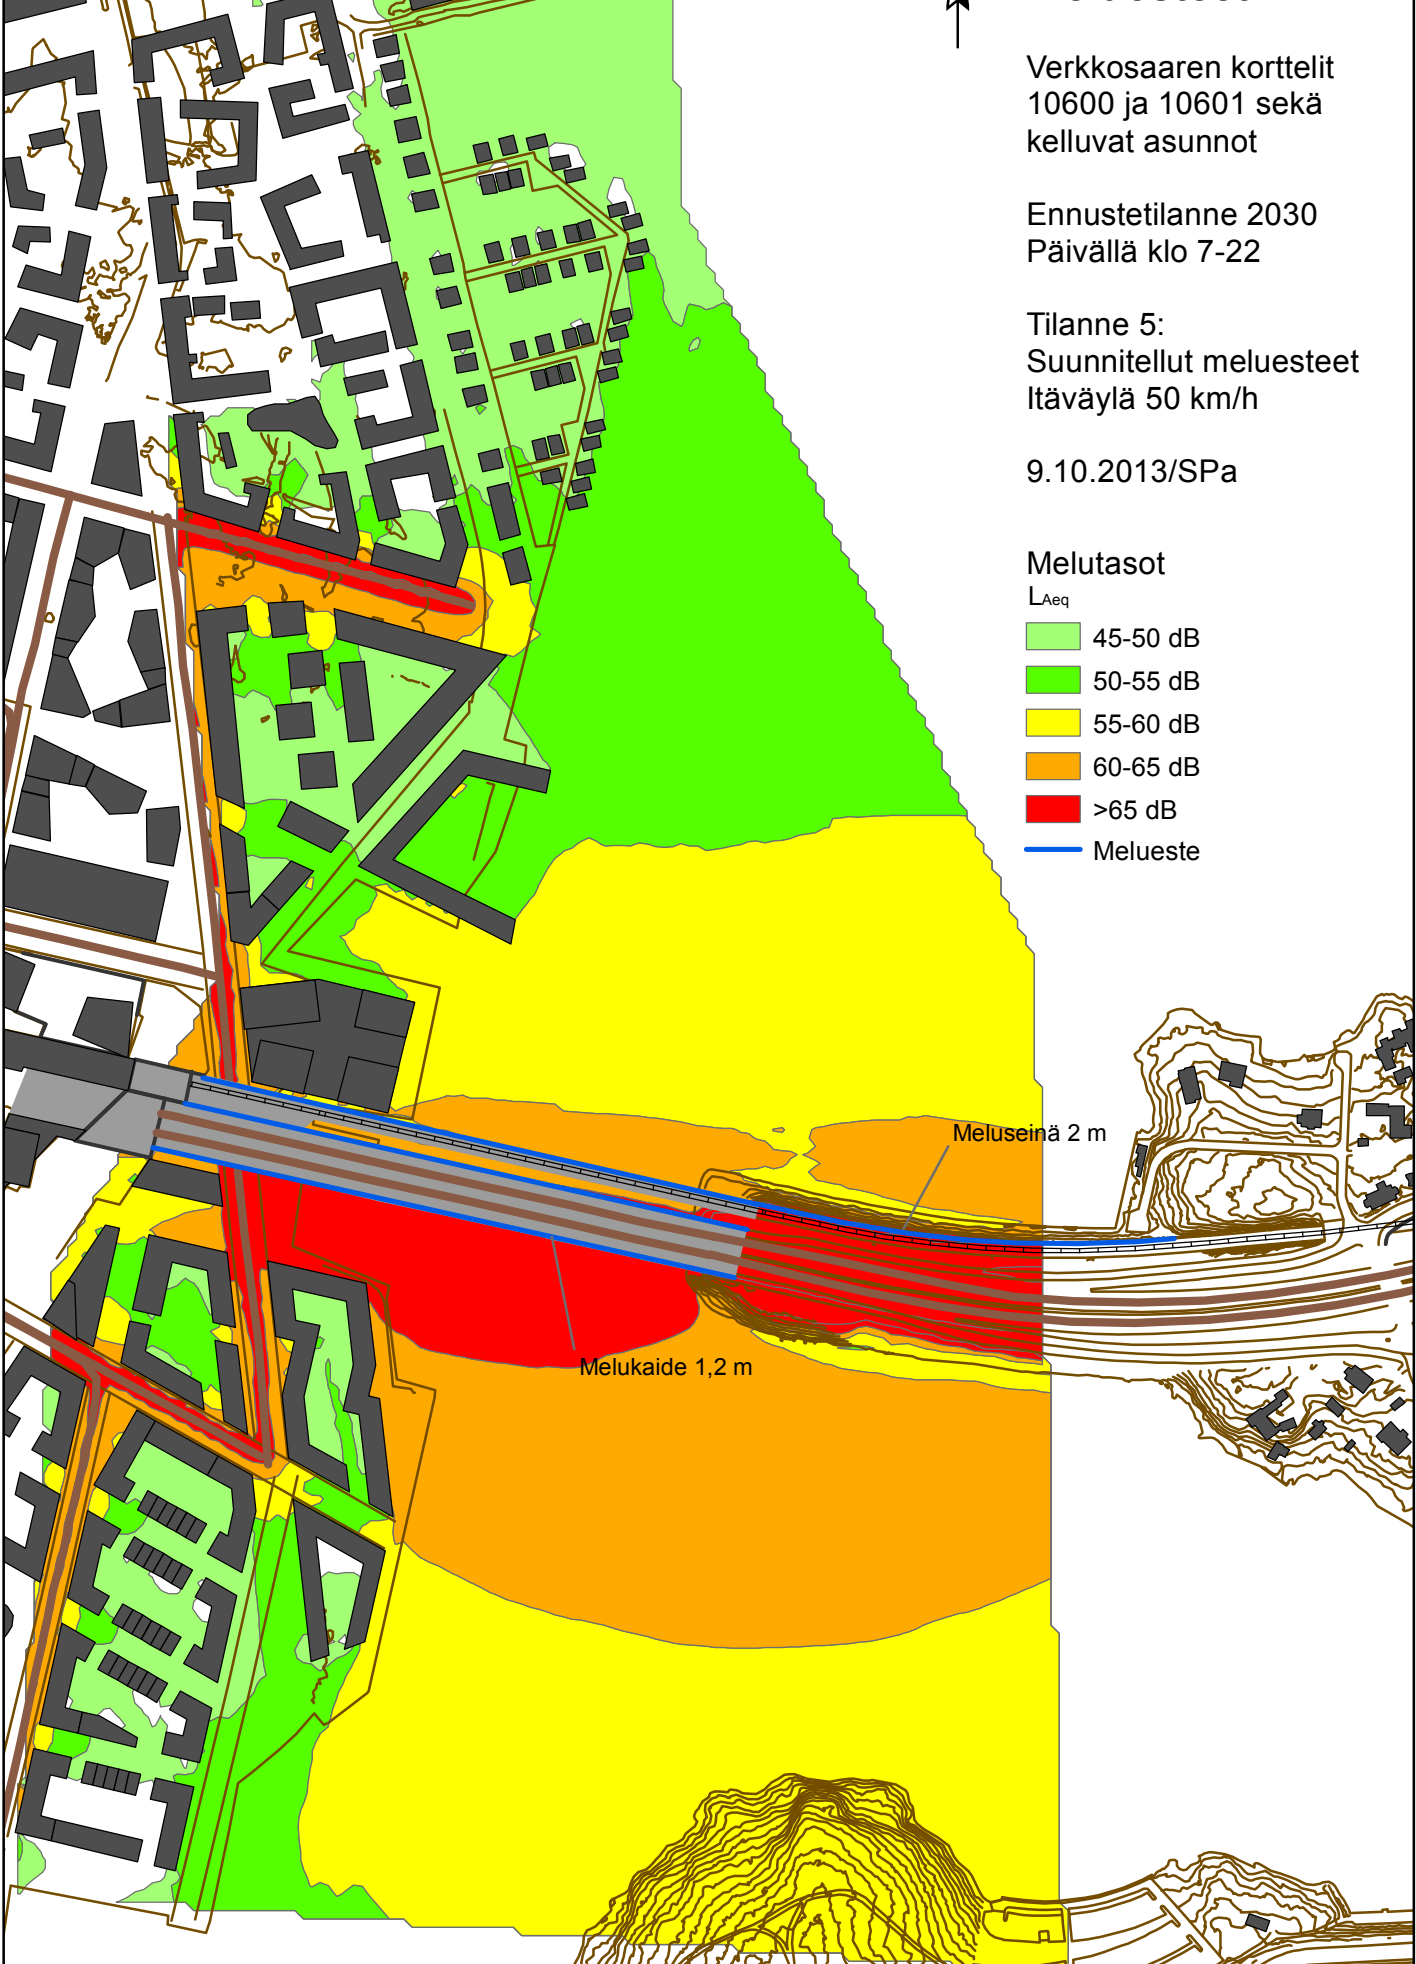 Verkkosaaren korttelit
10600 ja 10601 sekä
kelluvat asunnot
Ennustetilanne 2030
Päivällä klo 7-22
Tilanne 5:
Suunnitellut meluesteet
Itäväylä 50 km/h
9.10.2013/SPa
Melutasot
LAeq
45-50 dB
50-55 dB
55-60 dB
60-65 dB
>65 dB
Melueste
Meluseinä 2 m
Melukaide 1,2 m